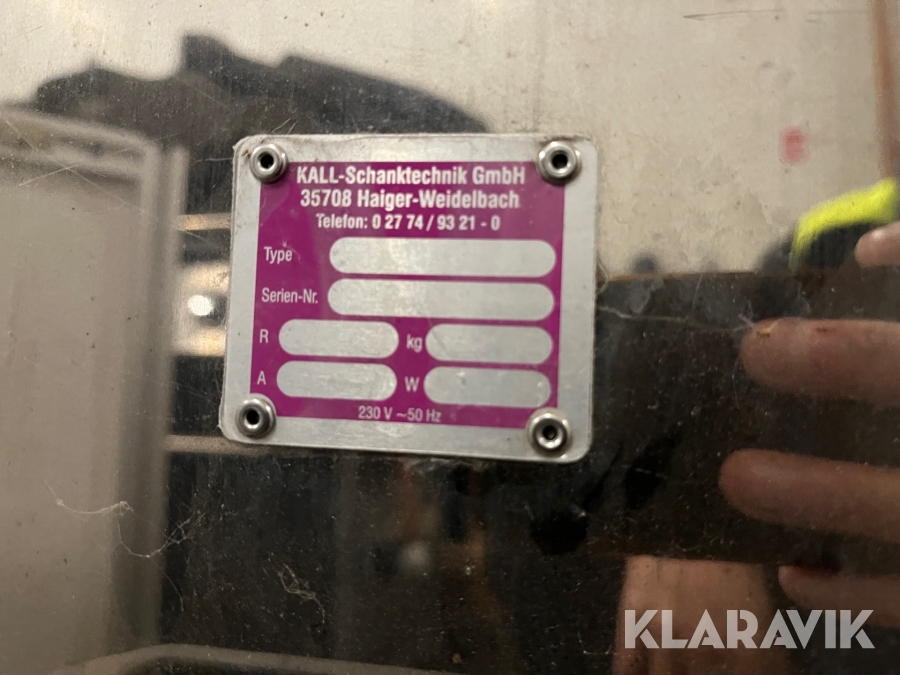 KALL-Schanktechnik GmbH
35708 Haiger-Weidelbach
Telefon: 0 27 74 / 93 21 - 0
Type
Serien-Nr.
R kg
A W
230 V ~50 Hz
KLARAVIK